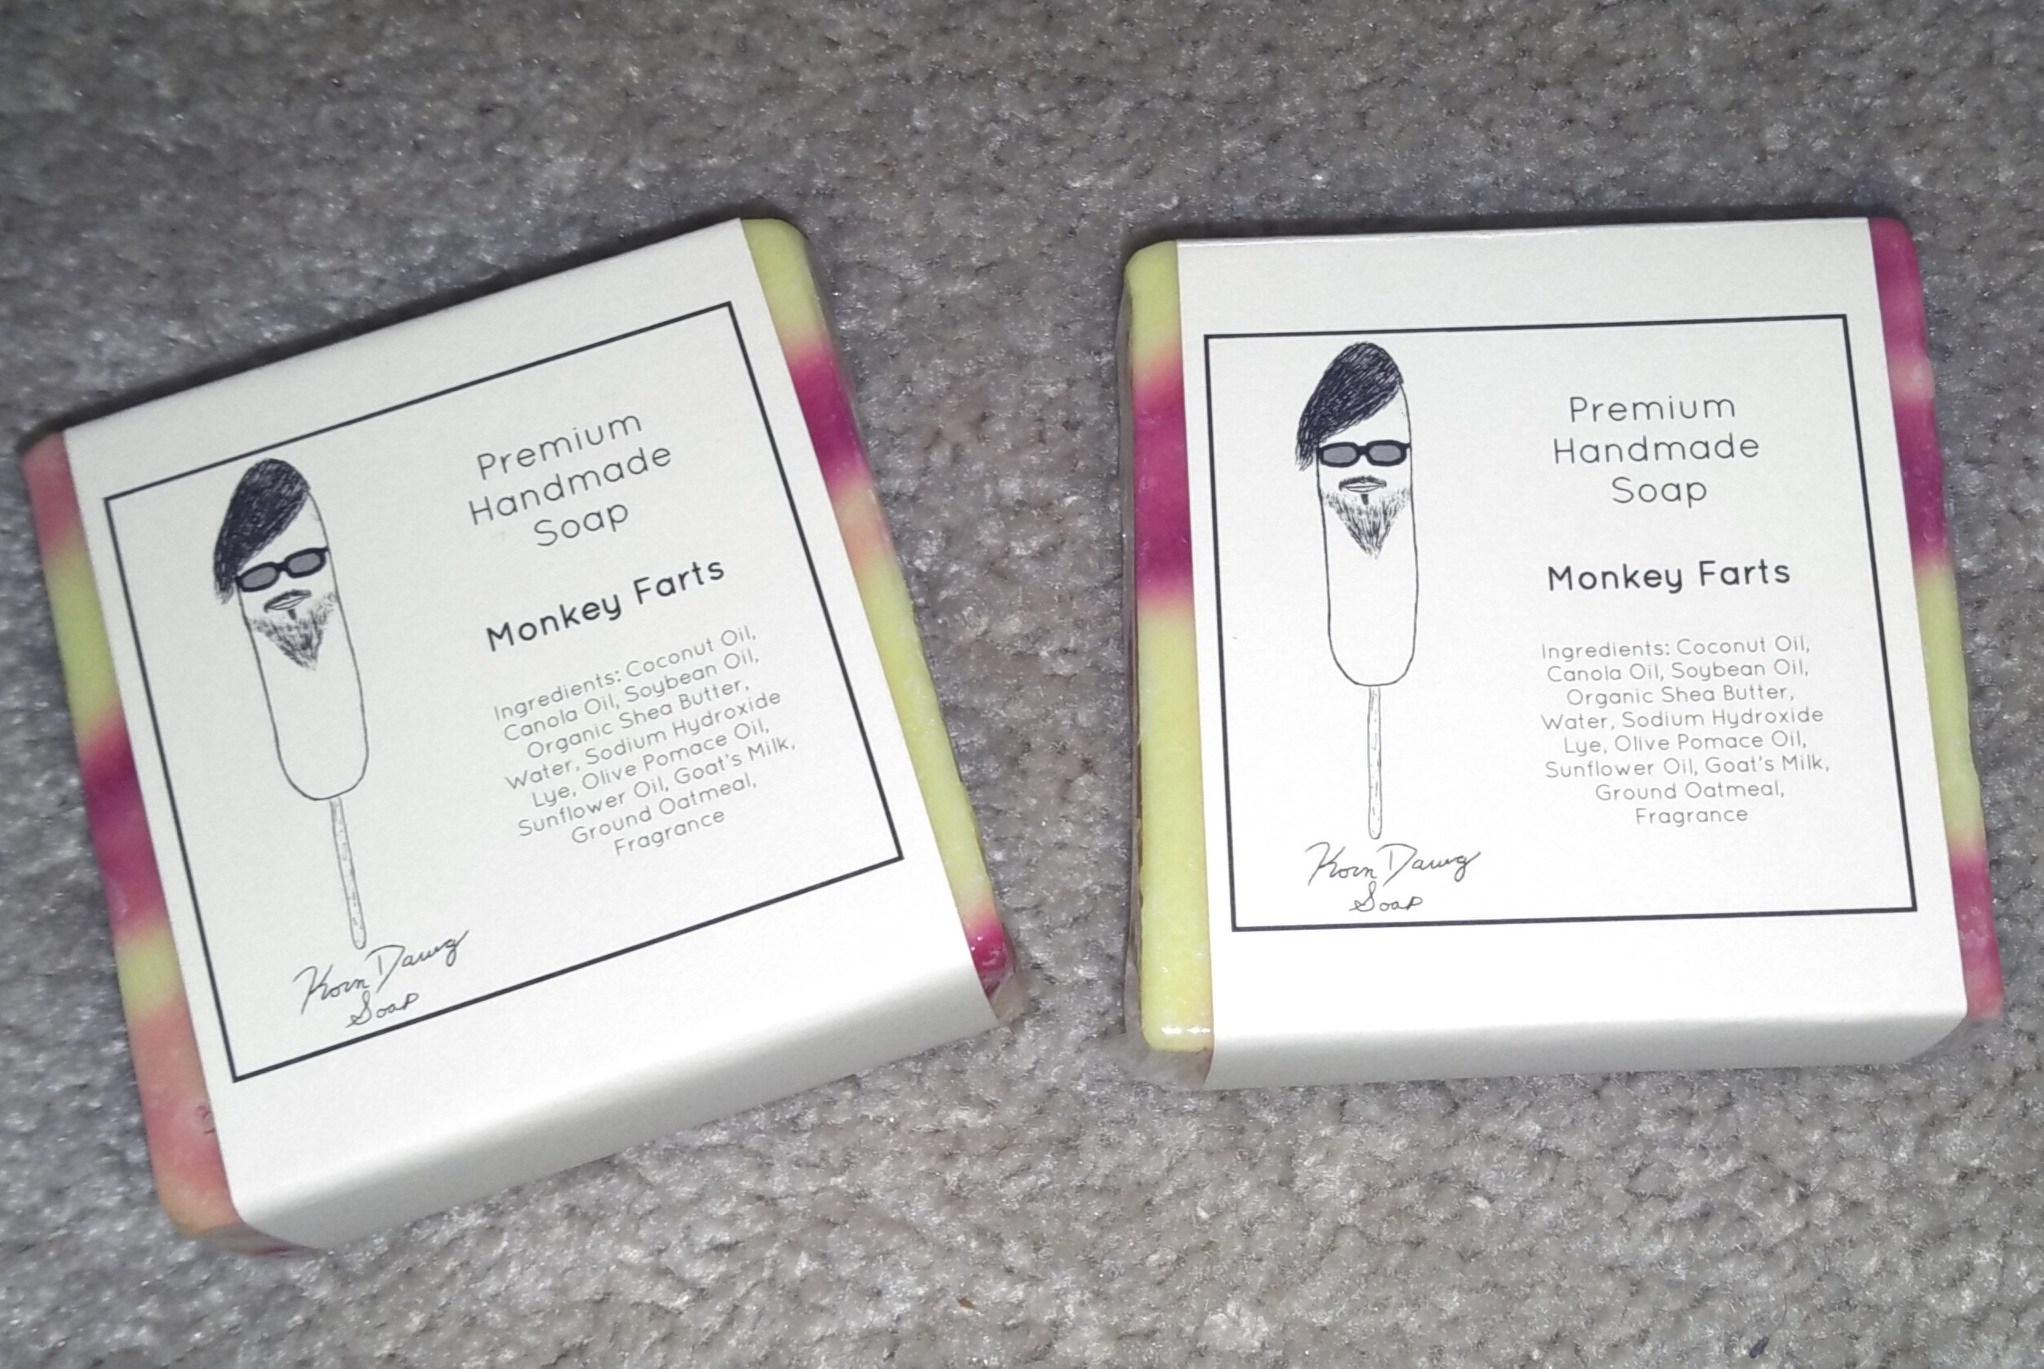 Premium
Handmade
Soap
Monkey Farts
Ingredients: Coconut Oil,
Canola Oil, Soybean Oil,
Organic Shea Butter,
Water, Sodium Hydroxide
Lye, Olive Pomace Oil,
Sunflower Oil, Goat's Milk,
Ground Oatmeal,
Fragrance
Korn Dawg
Soap
Premium
Handmade
Soap
Monkey Farts
Ingredients: Coconut Oil,
Canola Oil, Soybean Oil,
Organic Shea Butter,
Water, Sodium Hydroxide
Lye, Olive Pomace Oil,
Sunflower Oil, Goat's Milk,
Ground Oatmeal,
Fragrance
Korn Dawg
Soap